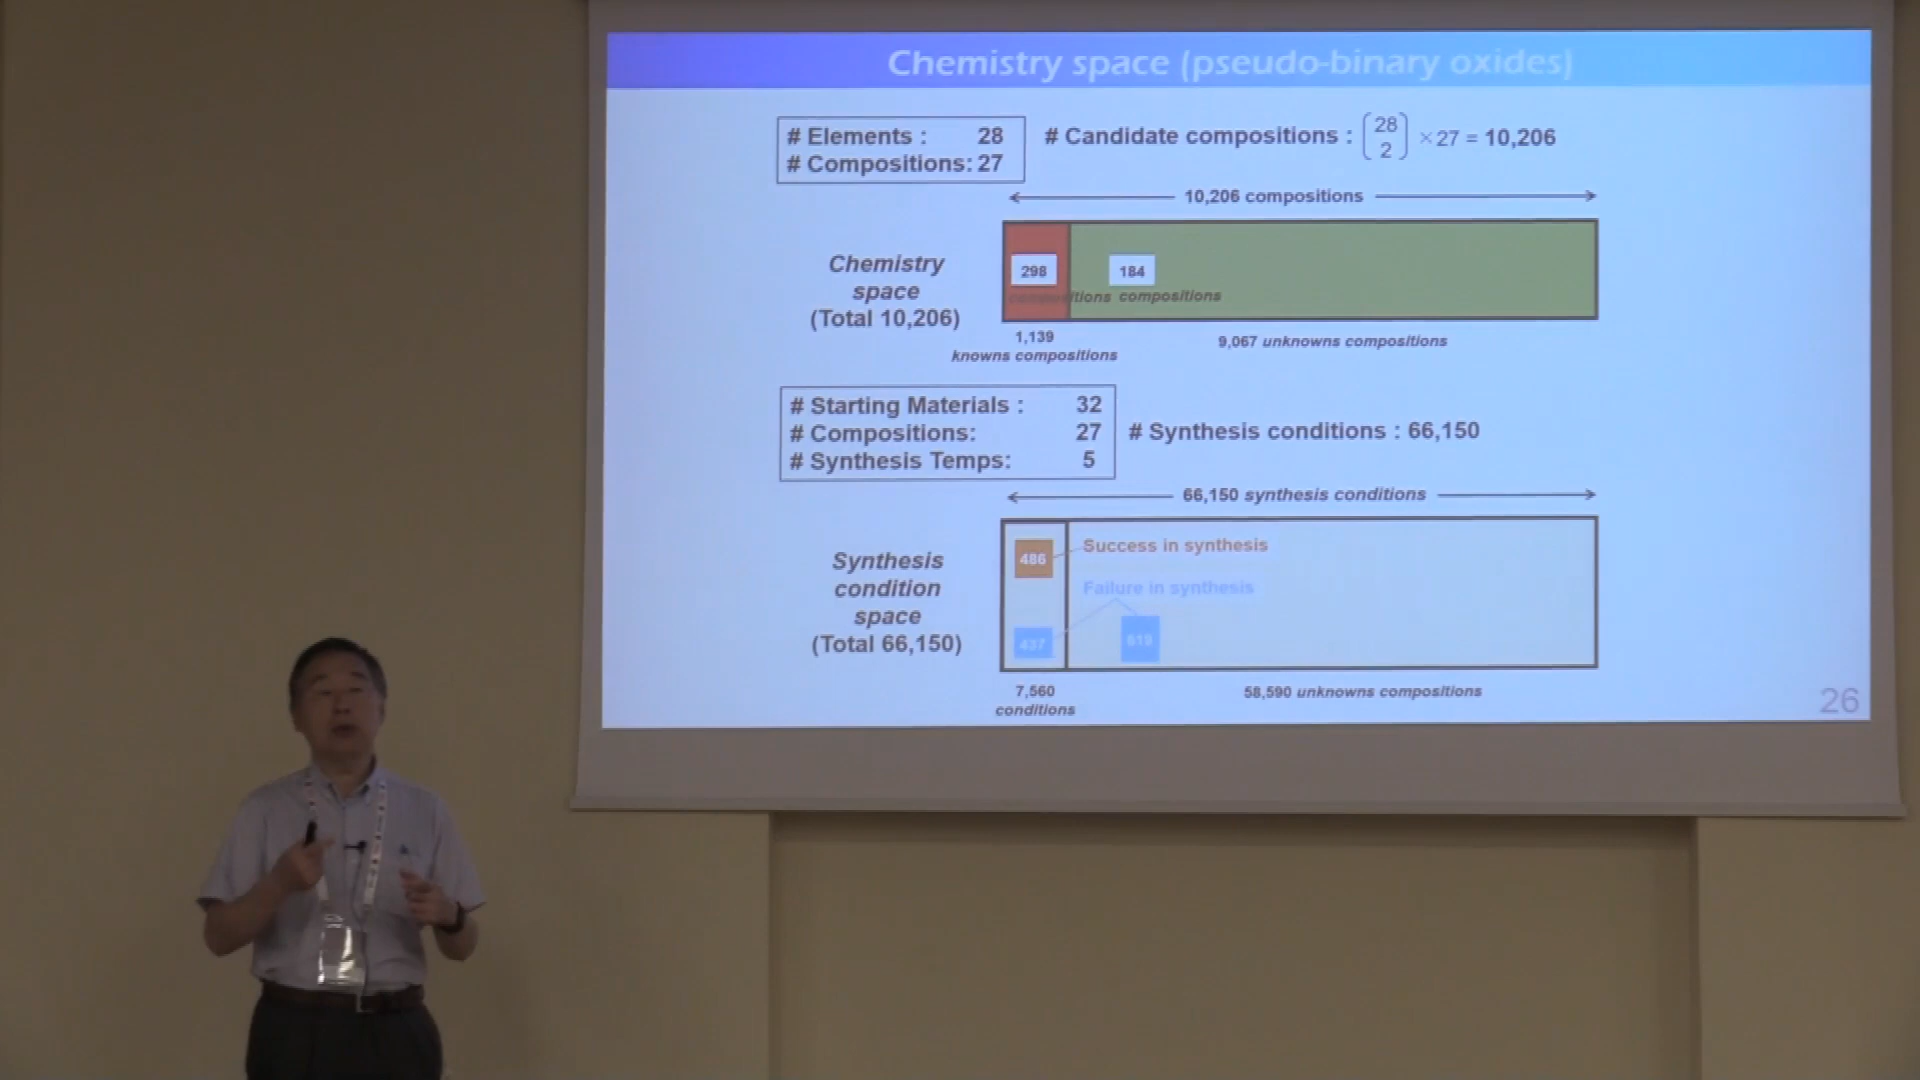 Chemistry space (pseudo-binary oxides)
# Elements : 28
# Compositions: 27
# Candidate compositions : (28 2) × 27 = 10,206
10,206 compositions
Chemistry
space
(Total 10,206)
298
compositions
184
compositions
1,139
knowns compositions
9,067 unknowns compositions
# Starting Materials : 32
# Compositions: 27
# Synthesis Temps: 5
# Synthesis conditions : 66,150
66,150 synthesis conditions
Synthesis
condition
space
(Total 66,150)
486
Success in synthesis
Failure in synthesis
437
619
7,560
conditions
58,590 unknowns compositions
26